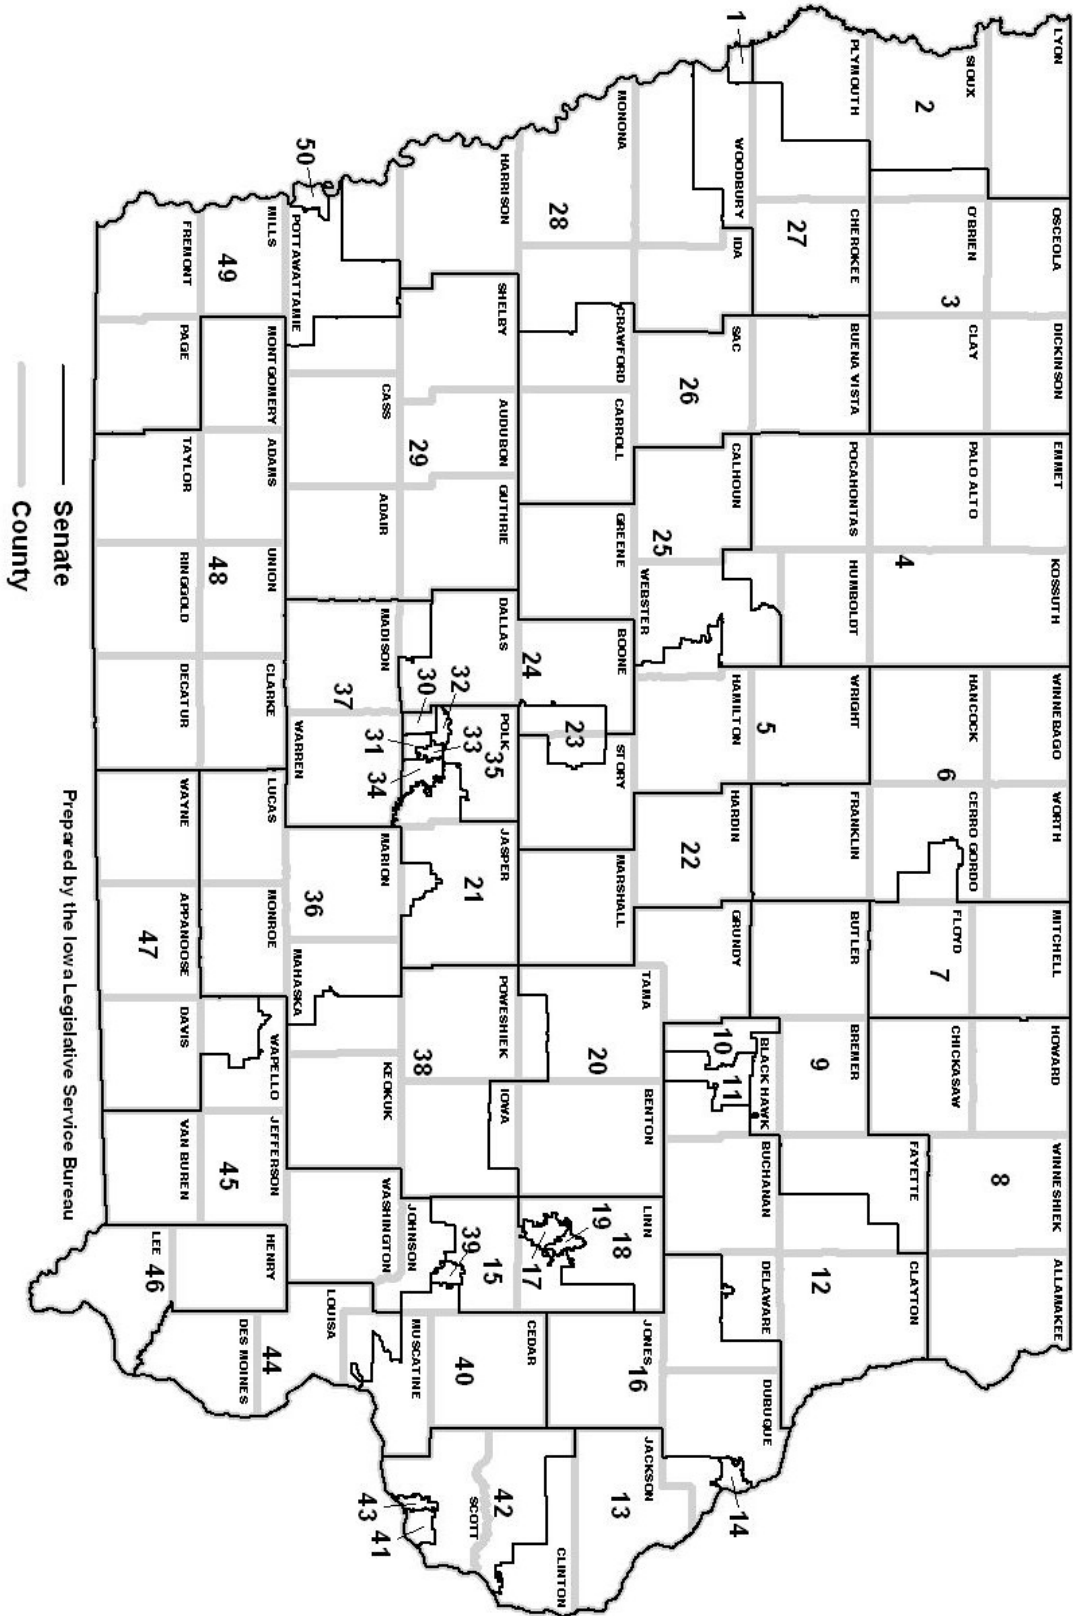 LYON
OSCEOLA
DICKINSON
EMMET
KOSSUTH
WINNEBAGO
WORTH
MITCHELL
HOWARD
WINNESHIEK
ALLAMAKEE
8
SIOUX
O'BRIEN
CLAY
PALO ALTO
HANCOCK
CERRO GORDO
FLOYD
CHICKASAW
2
3
4
6
7
FAYETTE
CLAYTON
PLYMOUTH
CHEROKEE
BUENA VISTA
POCAHONTAS
HUMBOLDT
WRIGHT
FRANKLIN
BUTLER
BREMER
27
5
9
12
1
WOODBURY
IDA
SAC
CALHOUN
WEBSTER
HAMILTON
HARDIN
GRUNDY
BLACK HAWK
BUCHANAN
DELAWARE
DUBUQUE
26
25
22
10
11
14
MONONA
CRAWFORD
CARROLL
GREENE
BOONE
STORY
MARSHALL
TAMA
BENTON
LINN
JONES
JACKSON
28
24
23
20
19
18
17
16
13
HARRISON
SHELBY
AUDUBON
GUTHRIE
DALLAS
POLK
JASPER
POWESHIEK
IOWA
JOHNSON
CEDAR
CLINTON
29
30
32
33
35
31
34
21
38
39
15
40
42
SCOTT
50
POTTAWATTAMIE
CASS
ADAIR
MADISON
WARREN
MARION
MAHASKA
KEOKUK
WASHINGTON
MUSCATINE
43
41
37
36
LOUISA
MILLS
MONTGOMERY
ADAMS
UNION
CLARKE
LUCAS
MONROE
WAPELLO
JEFFERSON
HENRY
DES MOINES
49
48
47
45
46
44
FREMONT
PAGE
TAYLOR
RINGGOLD
DECATUR
WAYNE
APPANOOSE
DAVIS
VAN BUREN
LEE
Senate
County
Prepared by the Iowa Legislative Service Bureau